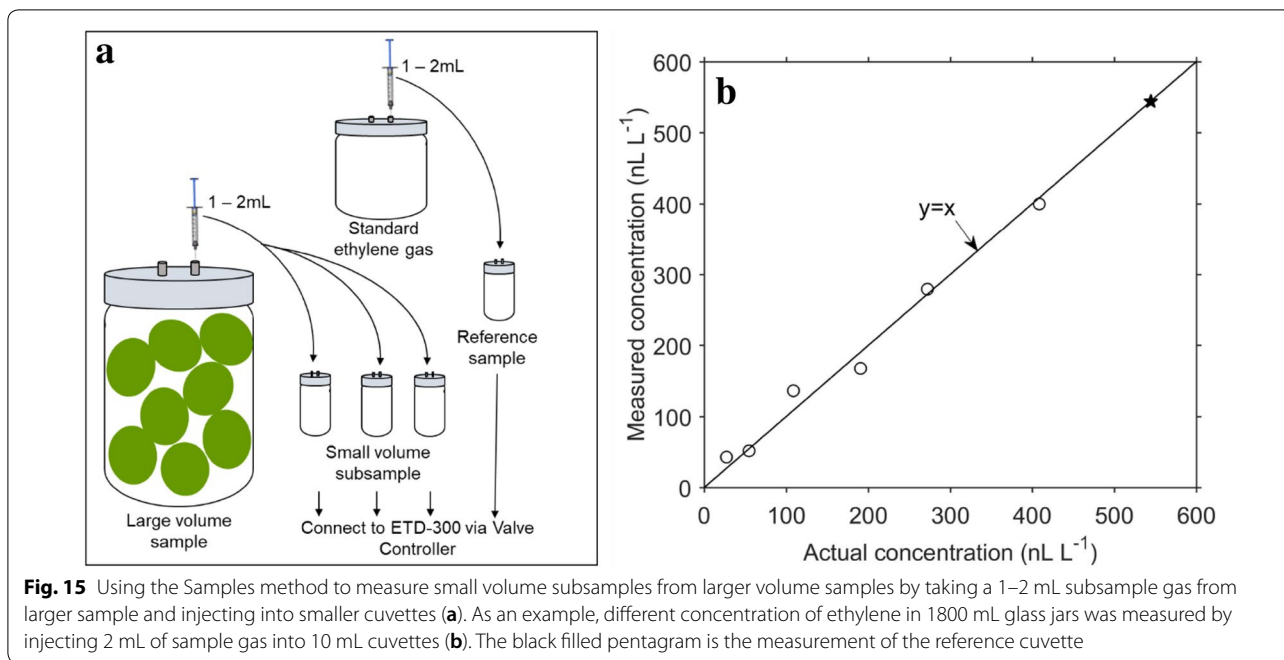 a
1 – 2mL
Standard
ethylene gas
1 – 2mL
Reference
sample
Small volume
subsample
Large volume
sample
Connect to ETD-300 via Valve
Controller
b
600
500
400
300
200
100
0
Measured concentration (nL L⁻¹)
y=x
0 100 200 300 400 500 600
Actual concentration (nL L⁻¹)
Fig. 15 Using the Samples method to measure small volume subsamples from larger volume samples by taking a 1–2 mL subsample gas from
larger sample and injecting into smaller cuvettes (a). As an example, different concentration of ethylene in 1800 mL glass jars was measured by
injecting 2 mL of sample gas into 10 mL cuvettes (b). The black filled pentagram is the measurement of the reference cuvette